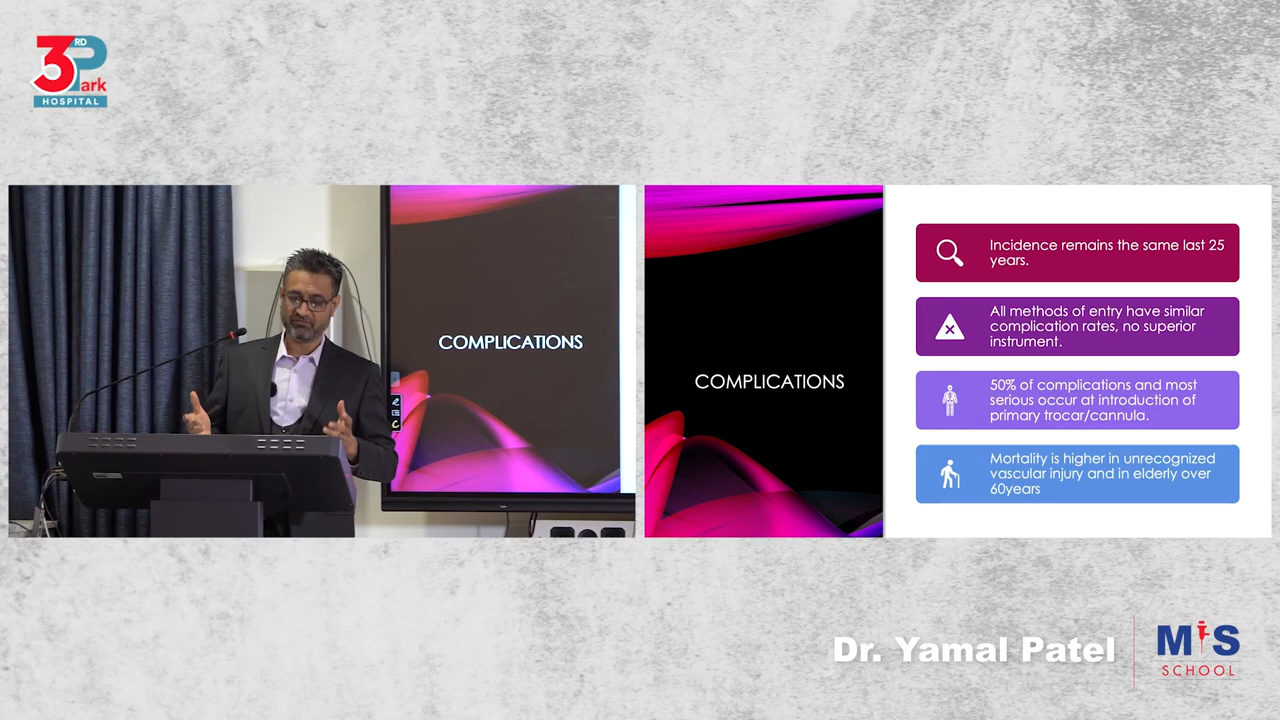 3RD Park
HOSPITAL
COMPLICATIONS
COMPLICATIONS
Incidence remains the same last 25
years.
All methods of entry have similar
complication rates, no superior
instrument.
50% of complications and most
serious occur at introduction of
primary trocar/cannula.
Mortality is higher in unrecognized
vascular injury and in elderly over
60years
Dr. Yamal Patel
MIS
SCHOOL